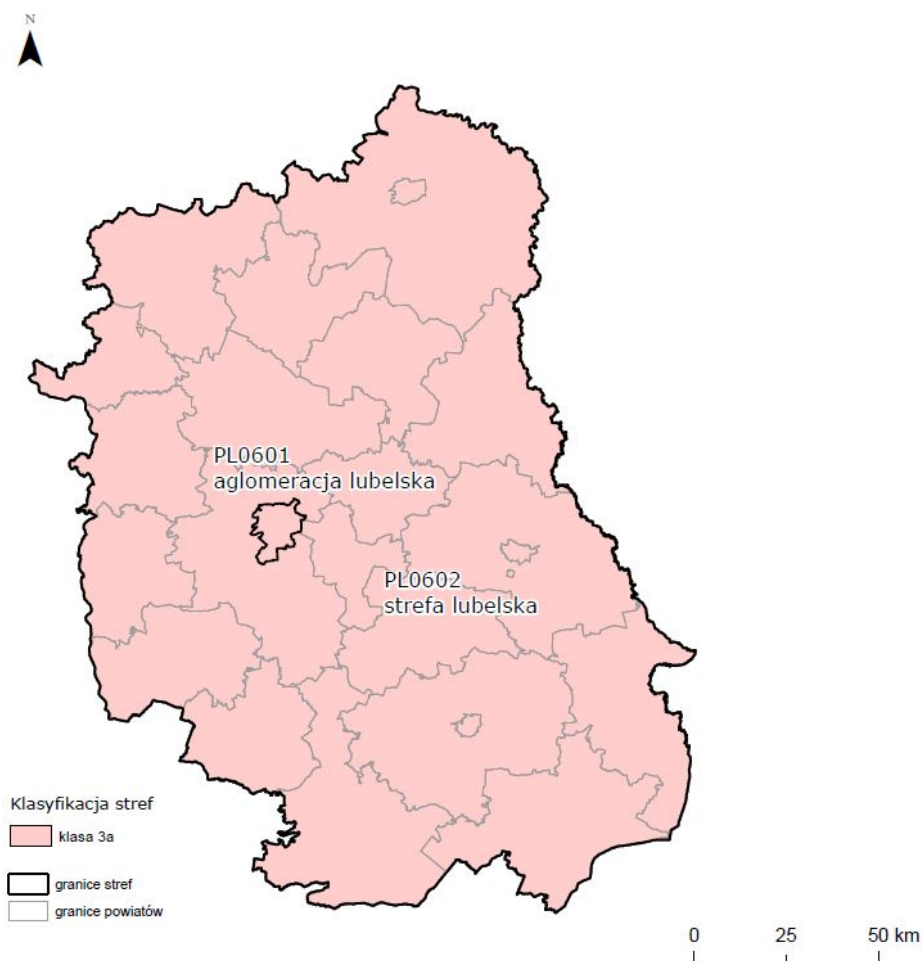 N
PL0601
aglomeracja lubelska
PL0602
strefa lubelska
Klasyfikacja stref
klasa 3a
granice stref
granice powiatów
0 25 50 km